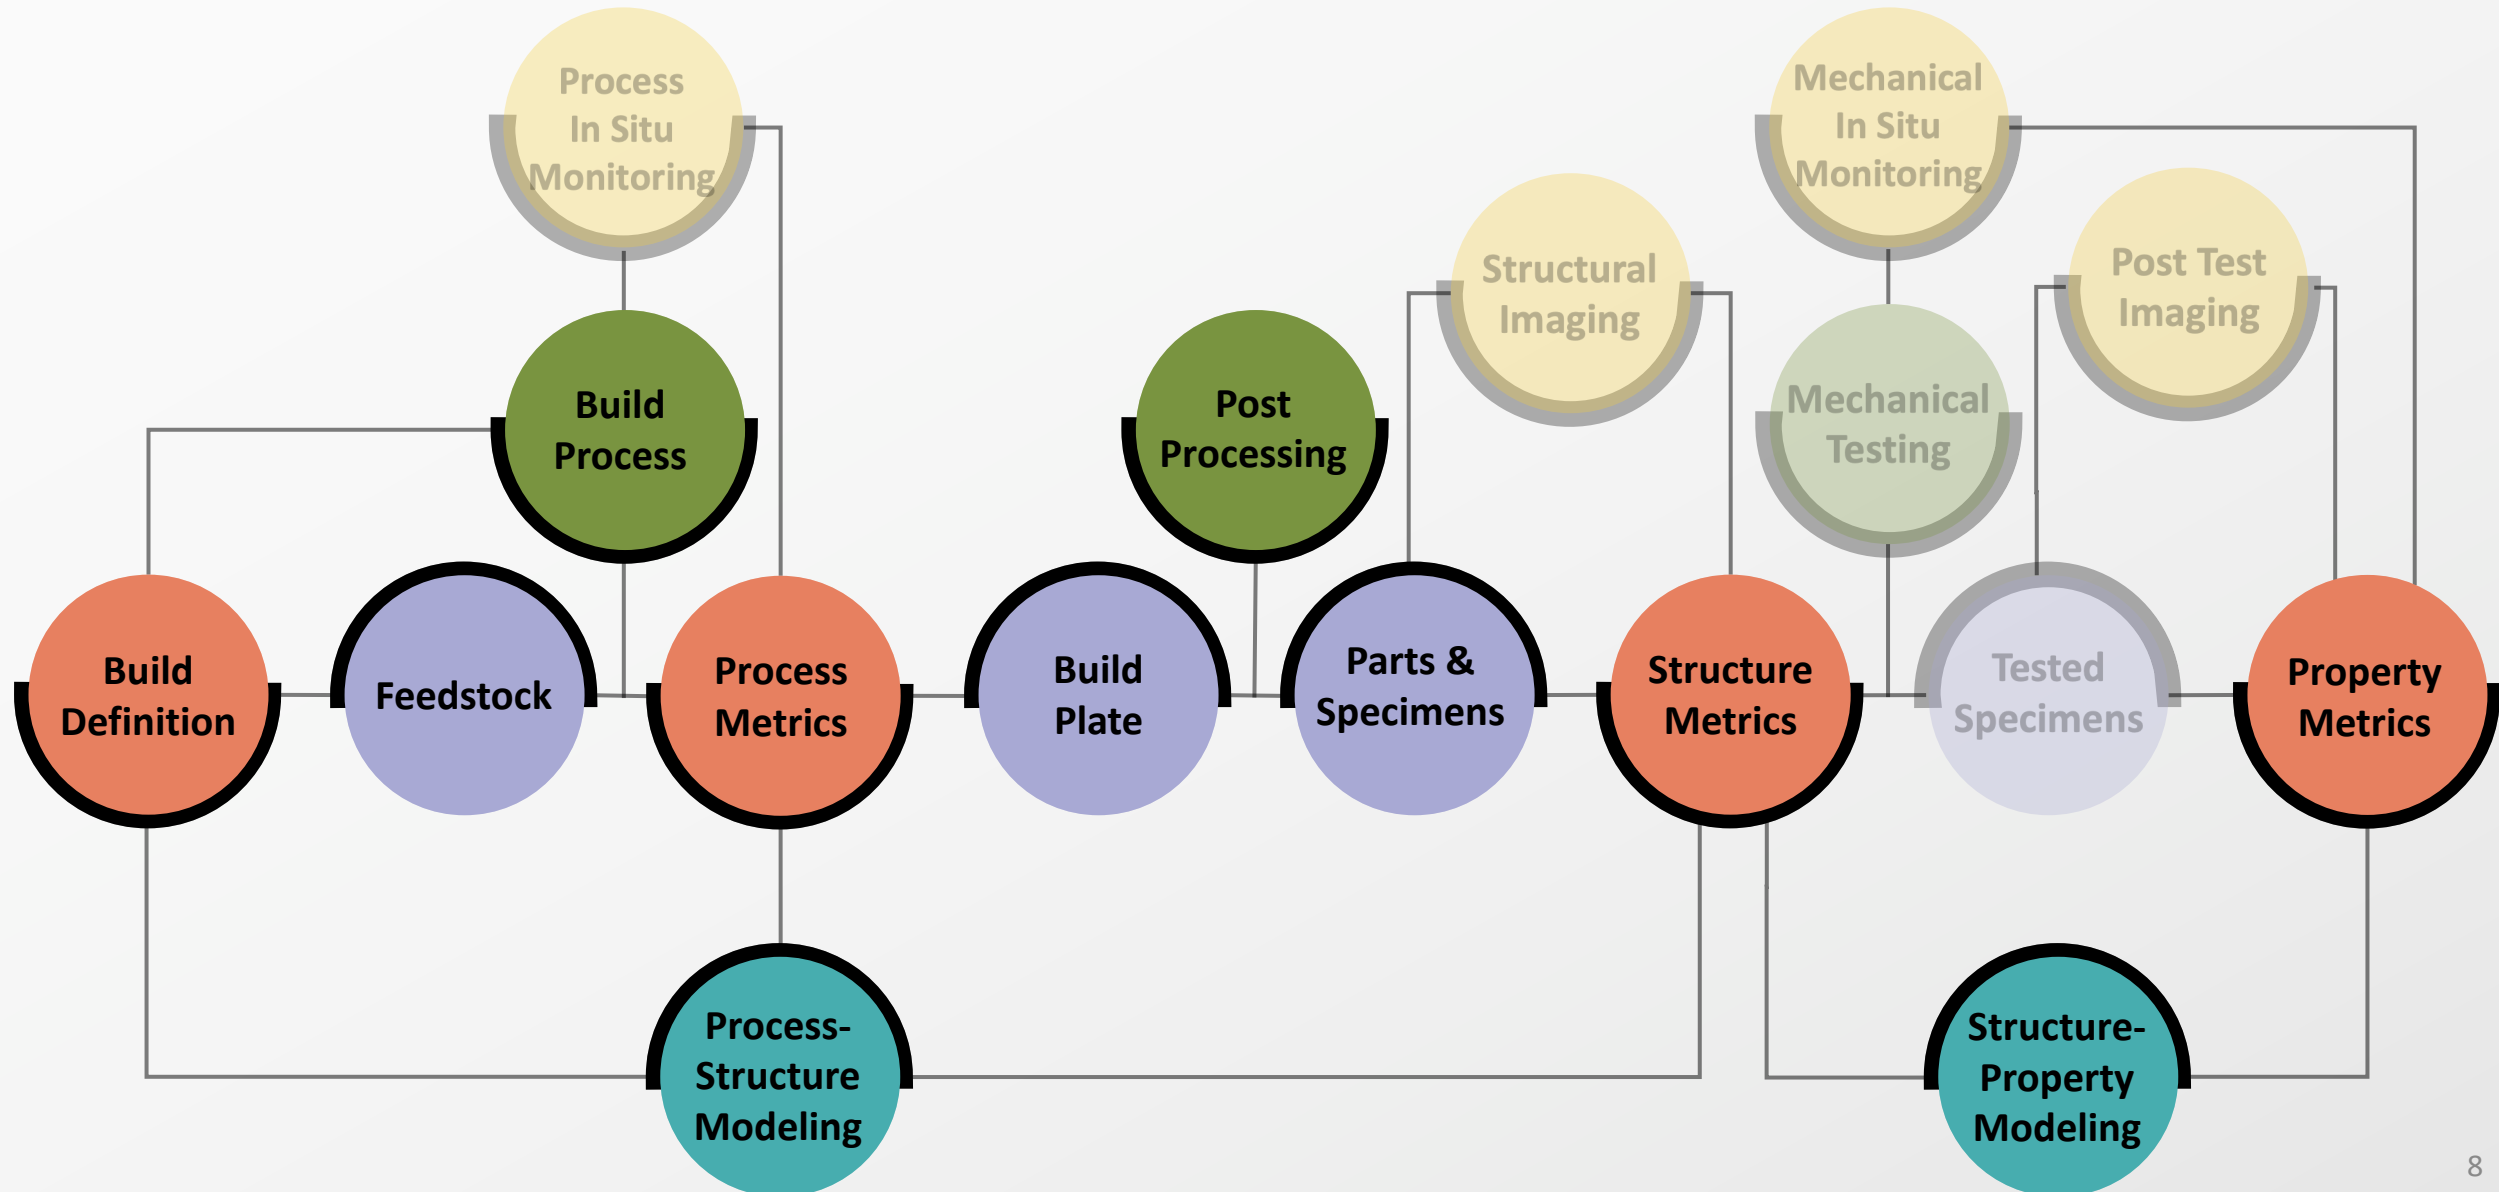 Process
In Situ
Monitoring
Mechanical
In Situ
Monitoring
Structural
Imaging
Post Test
Imaging
Build
Process
Post
Processing
Mechanical
Testing
Build
Definition
Feedstock
Process
Metrics
Build
Plate
Parts &
Specimens
Structure
Metrics
Tested
Specimens
Property
Metrics
Process-
Structure
Modeling
Structure-
Property
Modeling
8